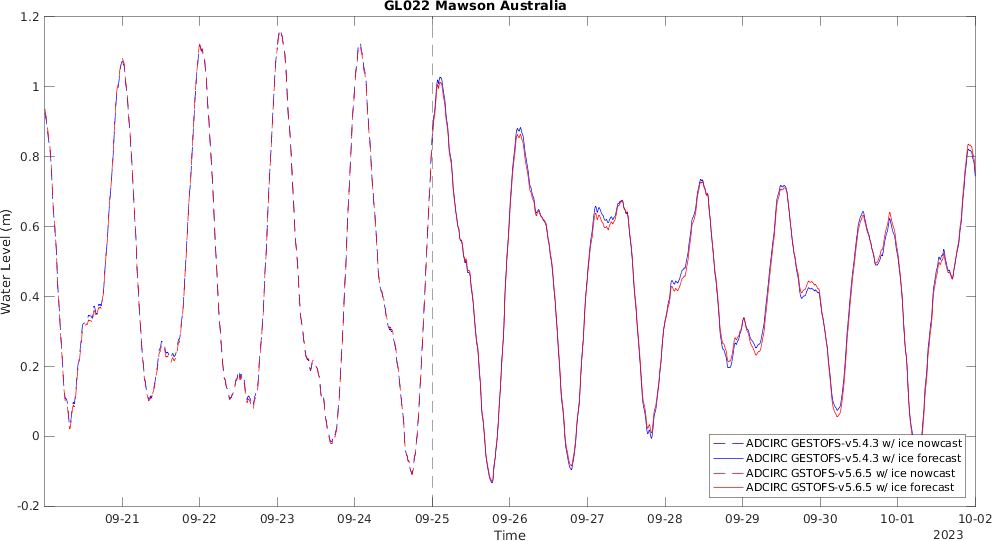 GL022 Mawson Australia
1.2
1
0.8
0.6
0.4
0.2
0
-0.2
Water Level (m)
ADCIRC GESTOFS-v5.4.3 w/ ice nowcast
ADCIRC GESTOFS-v5.4.3 w/ ice forecast
ADCIRC GSTOFS-v5.6.5 w/ ice nowcast
ADCIRC GSTOFS-v5.6.5 w/ ice forecast
09-21 09-22 09-23 09-24 09-25 09-26 09-27 09-28 09-29 09-30 10-01 10-02
Time
2023